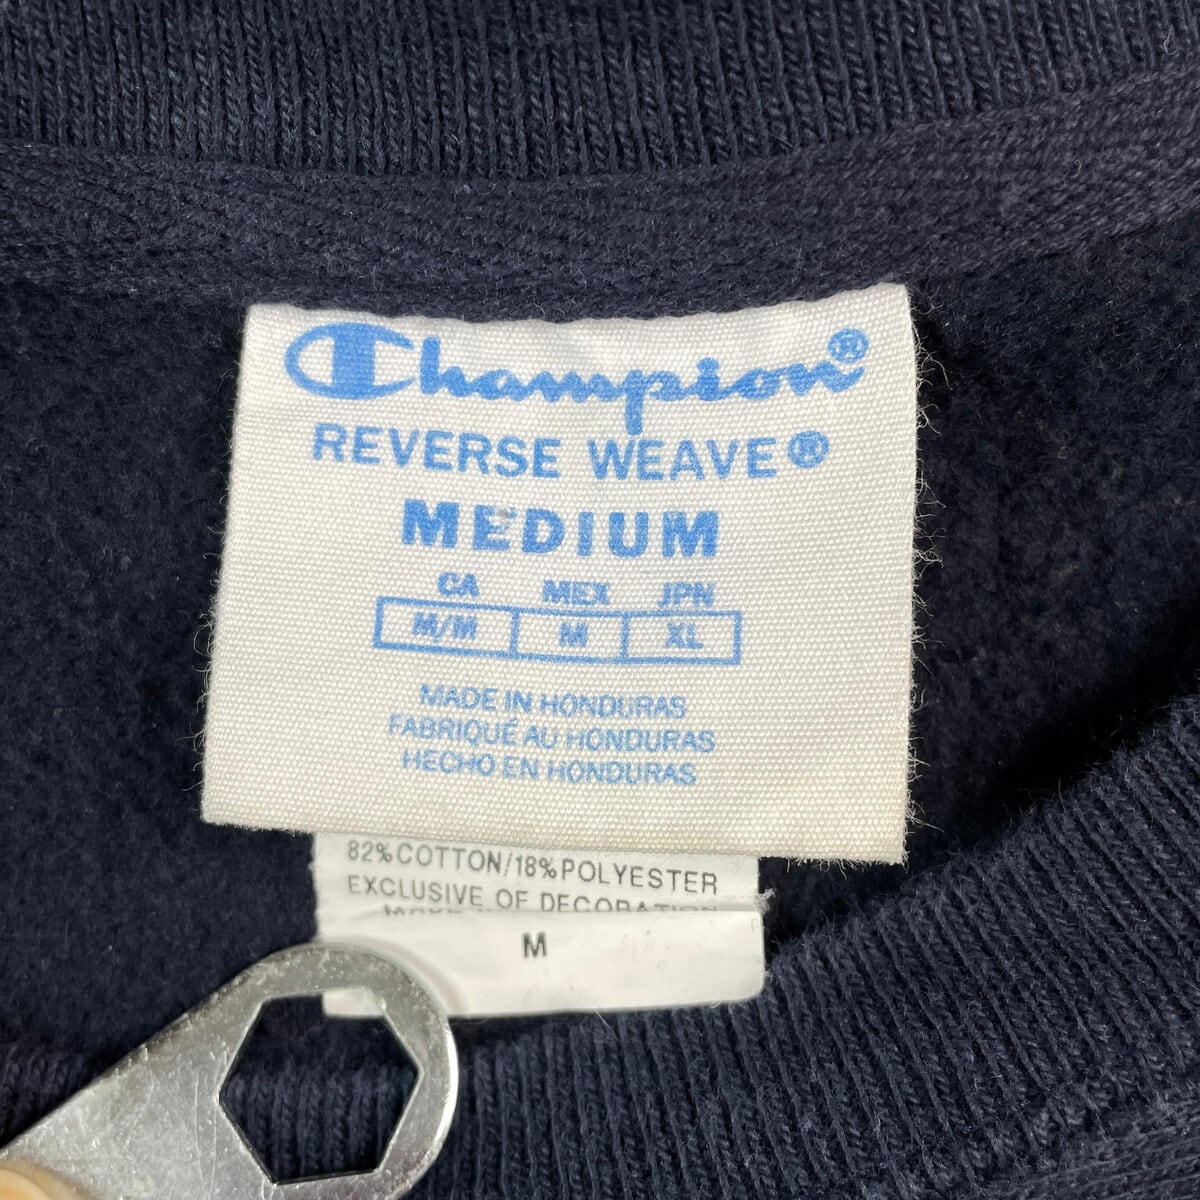 Champion®
REVERSE WEAVE®
MEDIUM
CA MEX JPN
M/M M XL
MADE IN HONDURAS
FABRIQUÉ AU HONDURAS
HECHO EN HONDURAS
82%COTTON/18%POLYESTER
EXCLUSIVE OF DECORATION
M